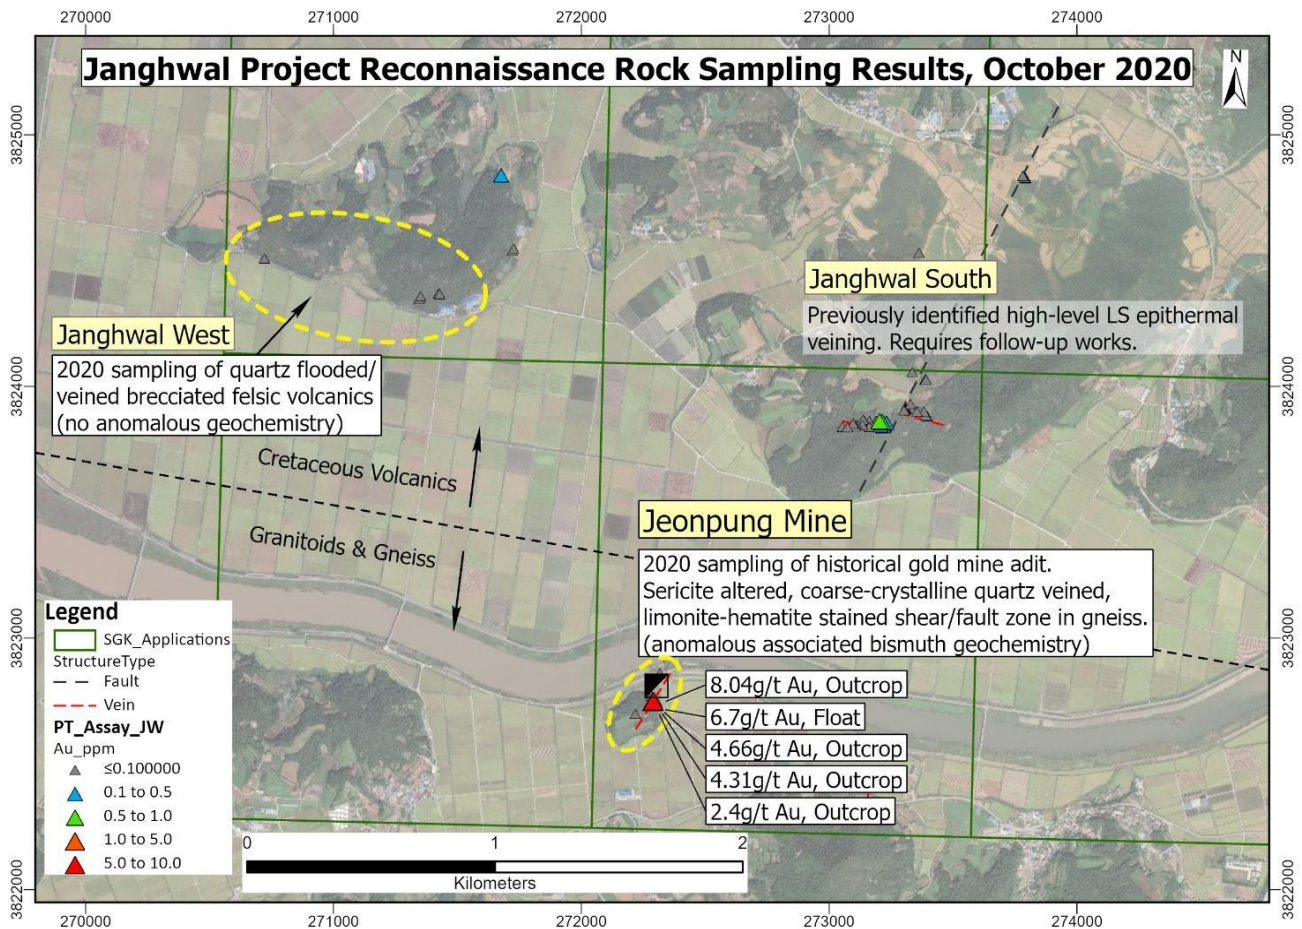 270000
271000
272000
273000
274000
Janghwal Project Reconnaissance Rock Sampling Results, October 2020
N
3825000
3825000
Janghwal South
Previously identified high-level LS epithermal
veining. Requires follow-up works.
Janghwal West
2020 sampling of quartz flooded/
veined brecciated felsic volcanics
(no anomalous geochemistry)
3824000
3824000
Cretaceous Volcanics
Granitoids & Gneiss
Jeonpung Mine
2020 sampling of historical gold mine adit.
Sericite altered, coarse-crystalline quartz veined,
limonite-hematite stained shear/fault zone in gneiss.
(anomalous associated bismuth geochemistry)
3823000
3823000
8.04g/t Au, Outcrop
6.7g/t Au, Float
4.66g/t Au, Outcrop
4.31g/t Au, Outcrop
2.4g/t Au, Outcrop
Legend
SGK_Applications
StructureType
Fault
Vein
PT_Assay_JW
Au_ppm
≤0.100000
0.1 to 0.5
0.5 to 1.0
1.0 to 5.0
5.0 to 10.0
0
1
2
Kilometers
3822000
3822000
270000
271000
272000
273000
274000